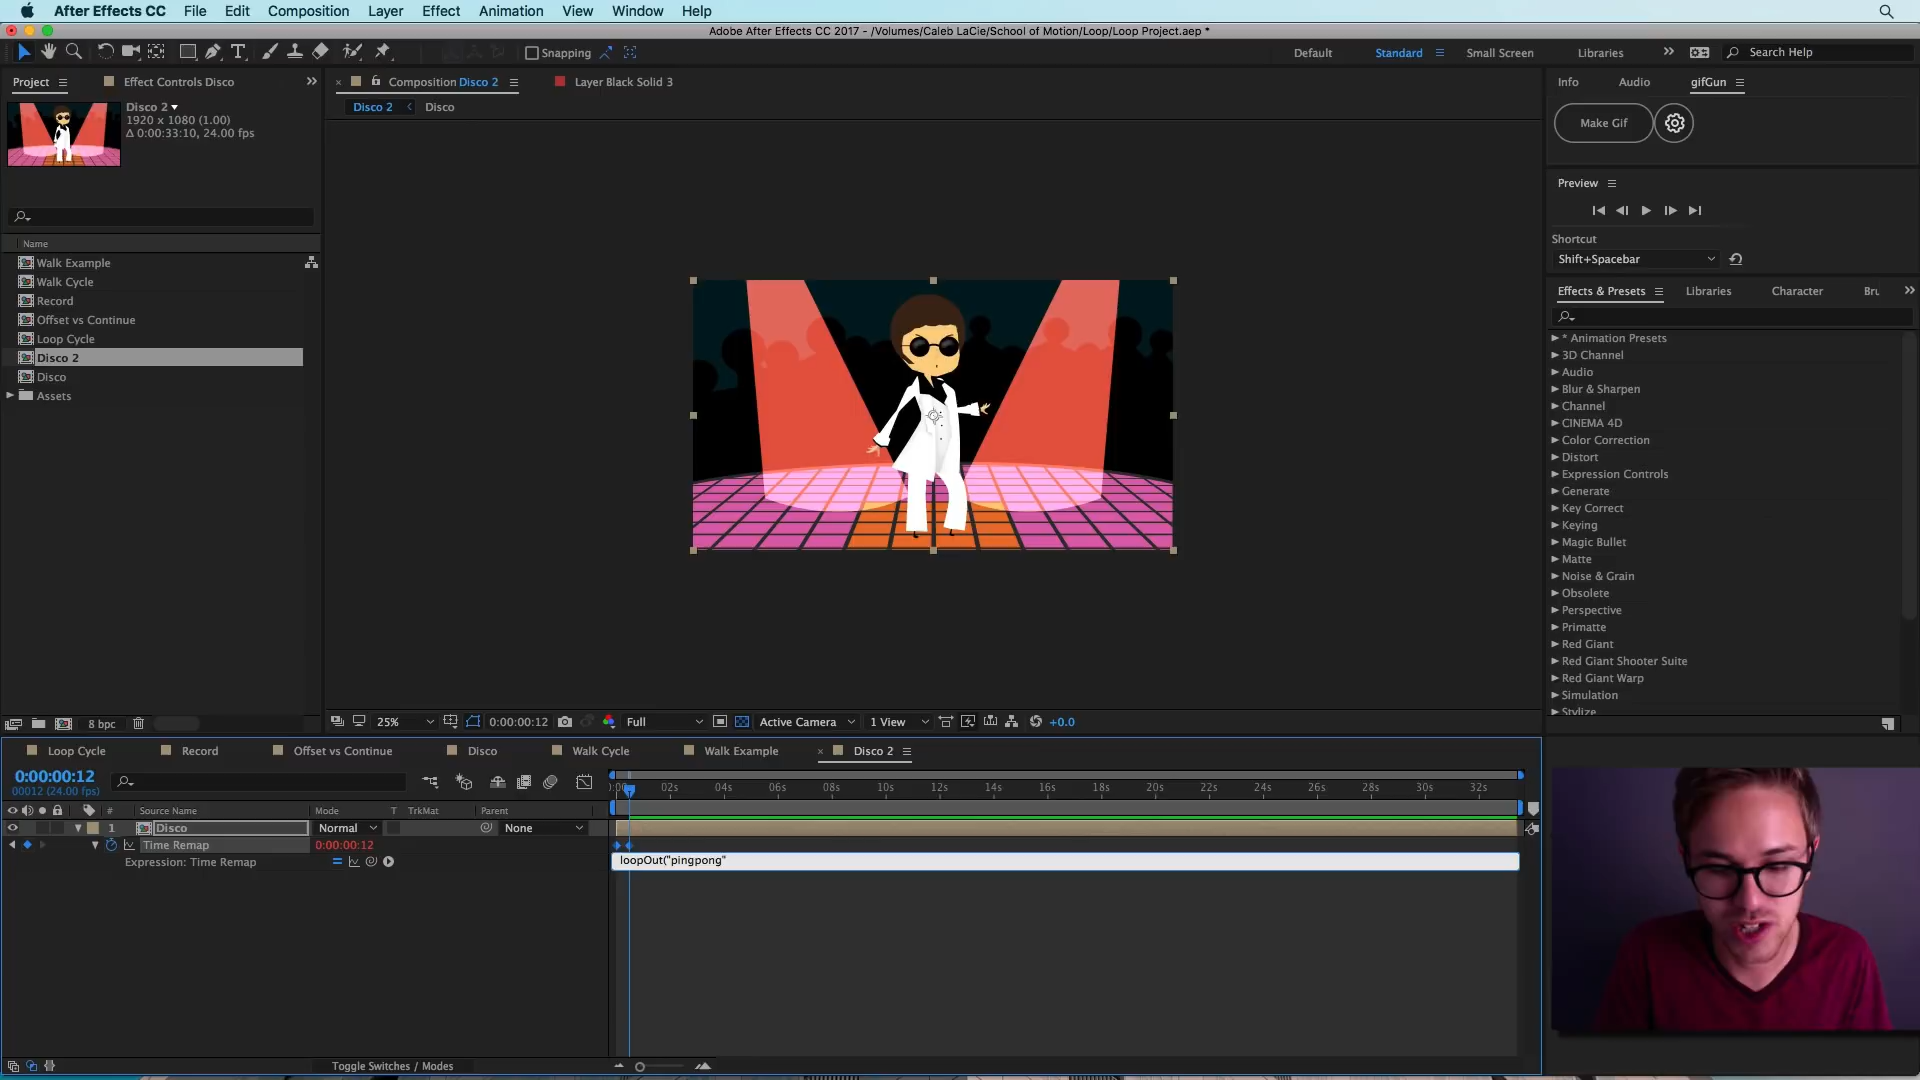 After Effects CC File Edit Composition Layer Effect Animation View Window Help
Adobe After Effects CC 2017 - /Volumes/Caleb LaCie/School of Motion/Loop/Loop Project.aep *
Snapping
Default Standard Small Screen Libraries Search Help
Project Effect Controls Disco
Disco 2
1920 x 1080 (1.00)
Δ 0:00:33:10, 24.00 fps
Name
Walk Example
Walk Cycle
Record
Offset vs Continue
Loop Cycle
Disco 2
Disco
Assets
8 bpc
Composition Disco 2 Layer Black Solid 3
Disco 2 Disco
25% 0:00:00:12 Full Active Camera 1 View +0.0
Info Audio gifGun
Make Gif
Preview
Shortcut
Shift+Spacebar
Effects & Presets Libraries Character Bru
* Animation Presets
3D Channel
Audio
Blur & Sharpen
Channel
CINEMA 4D
Color Correction
Distort
Expression Controls
Generate
Key Correct
Keying
Magic Bullet
Matte
Noise & Grain
Obsolete
Perspective
Primatte
Red Giant
Red Giant Shooter Suite
Red Giant Warp
Simulation
Stylize
Loop Cycle Record Offset vs Continue Disco Walk Cycle Walk Example Disco 2
0:00:00:12
00012 (24.00 fps)
02s 04s 06s 08s 10s 12s 14s 16s 18s 20s 22s 24s 26s 28s 30s 32s
# Source Name Mode T TrkMat Parent
1 Disco Normal None
Time Remap 0:00:00:12
Expression: Time Remap
loopOut("pingpong"
Toggle Switches / Modes